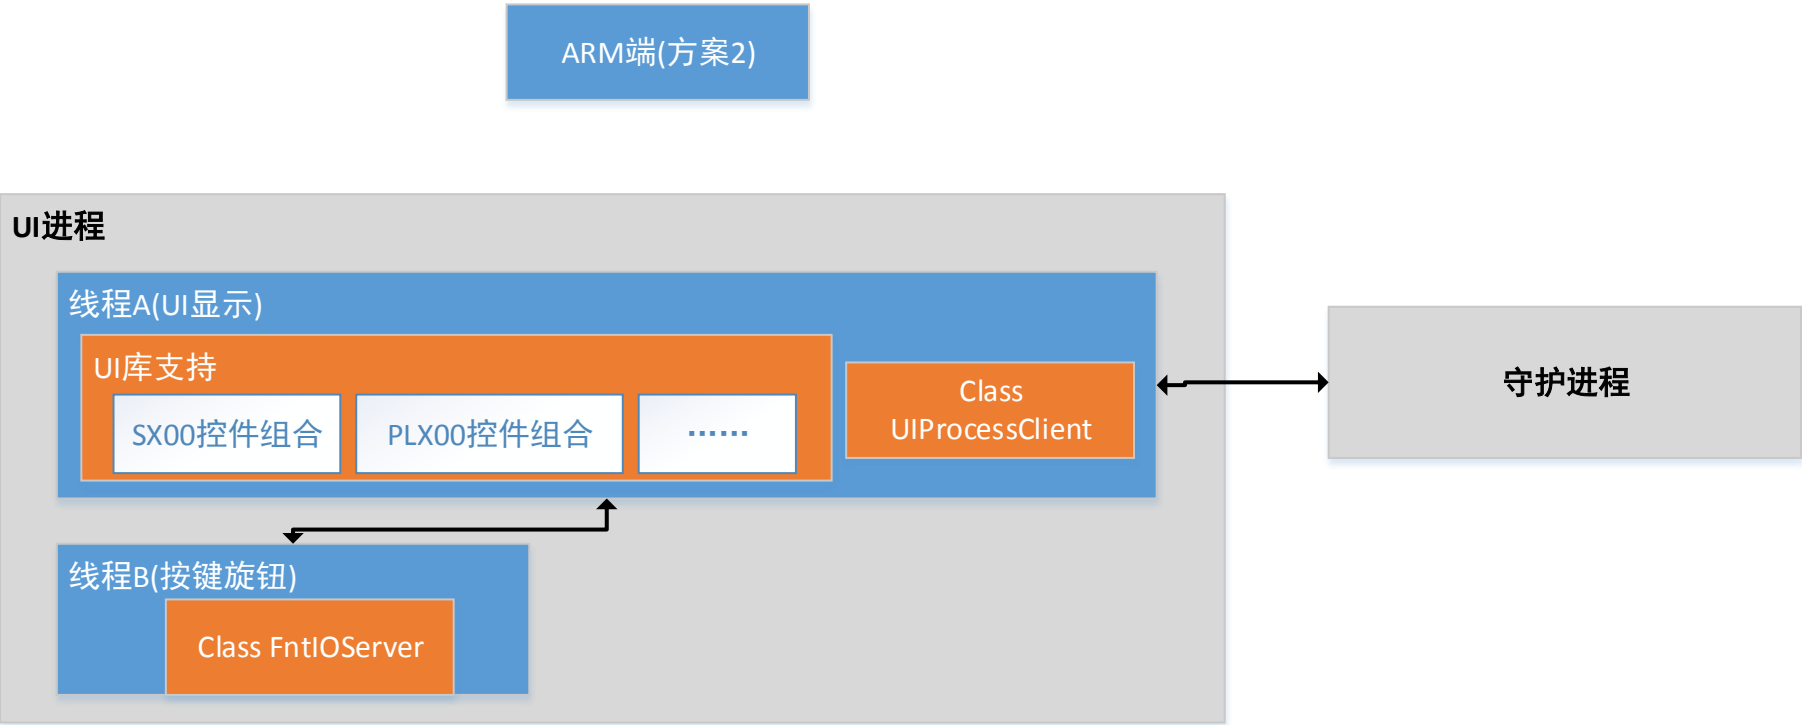 ARM端(方案2)
UI进程
线程A(UI显示)
UI库支持
SX00控件组合
PLX00控件组合
……
Class
UIProcessClient
守护进程
线程B(按键旋钮)
Class FntIOServer